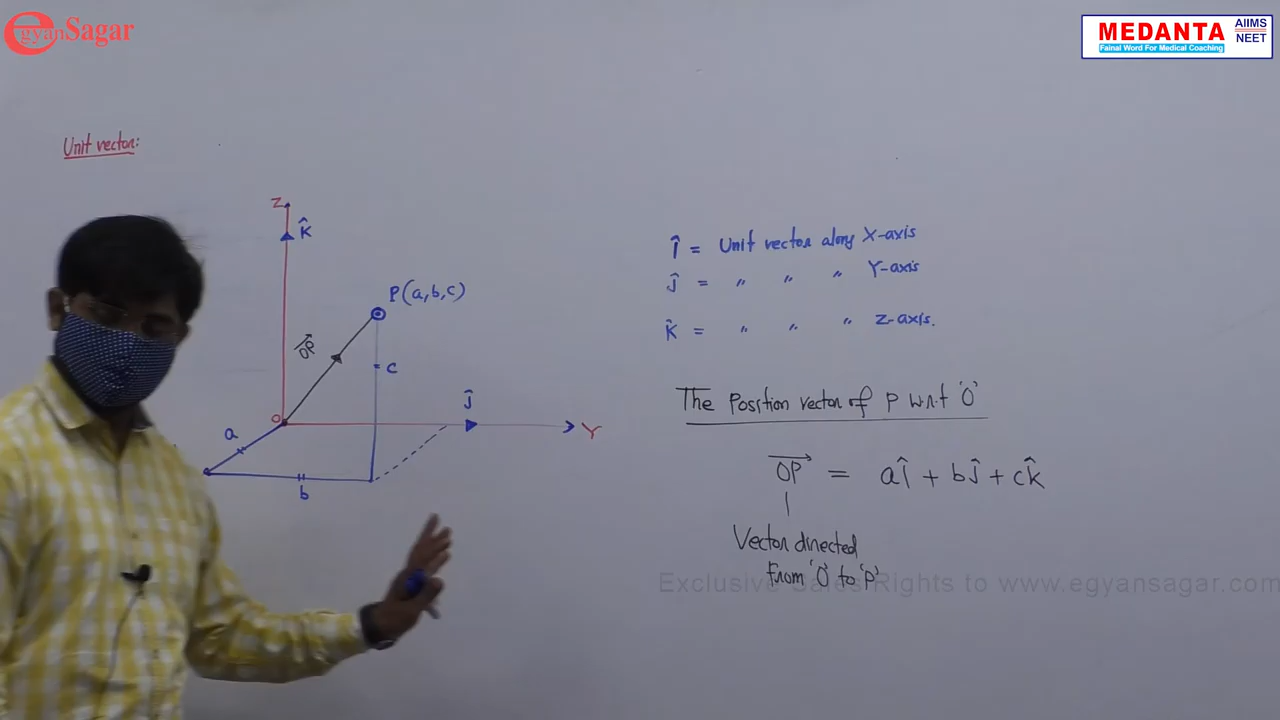 egyanSagar
MEDANTA
AIIMS
NEET
Fainal Word For Medical Coaching
Unit vector:
Z
K̂
P(a,b,c)
OP→
c
O
Ĵ
Y
a
b
Î = Unit vector along X-axis
Ĵ = " " " Y-axis
K̂ = " " " Z-axis.
The Position vector of P w.r.t 'O'
OP→ = aî + bĵ + ck̂
Vector directed
From 'O' to 'P'
Exclusive Sales Rights to www.egyansagar.com